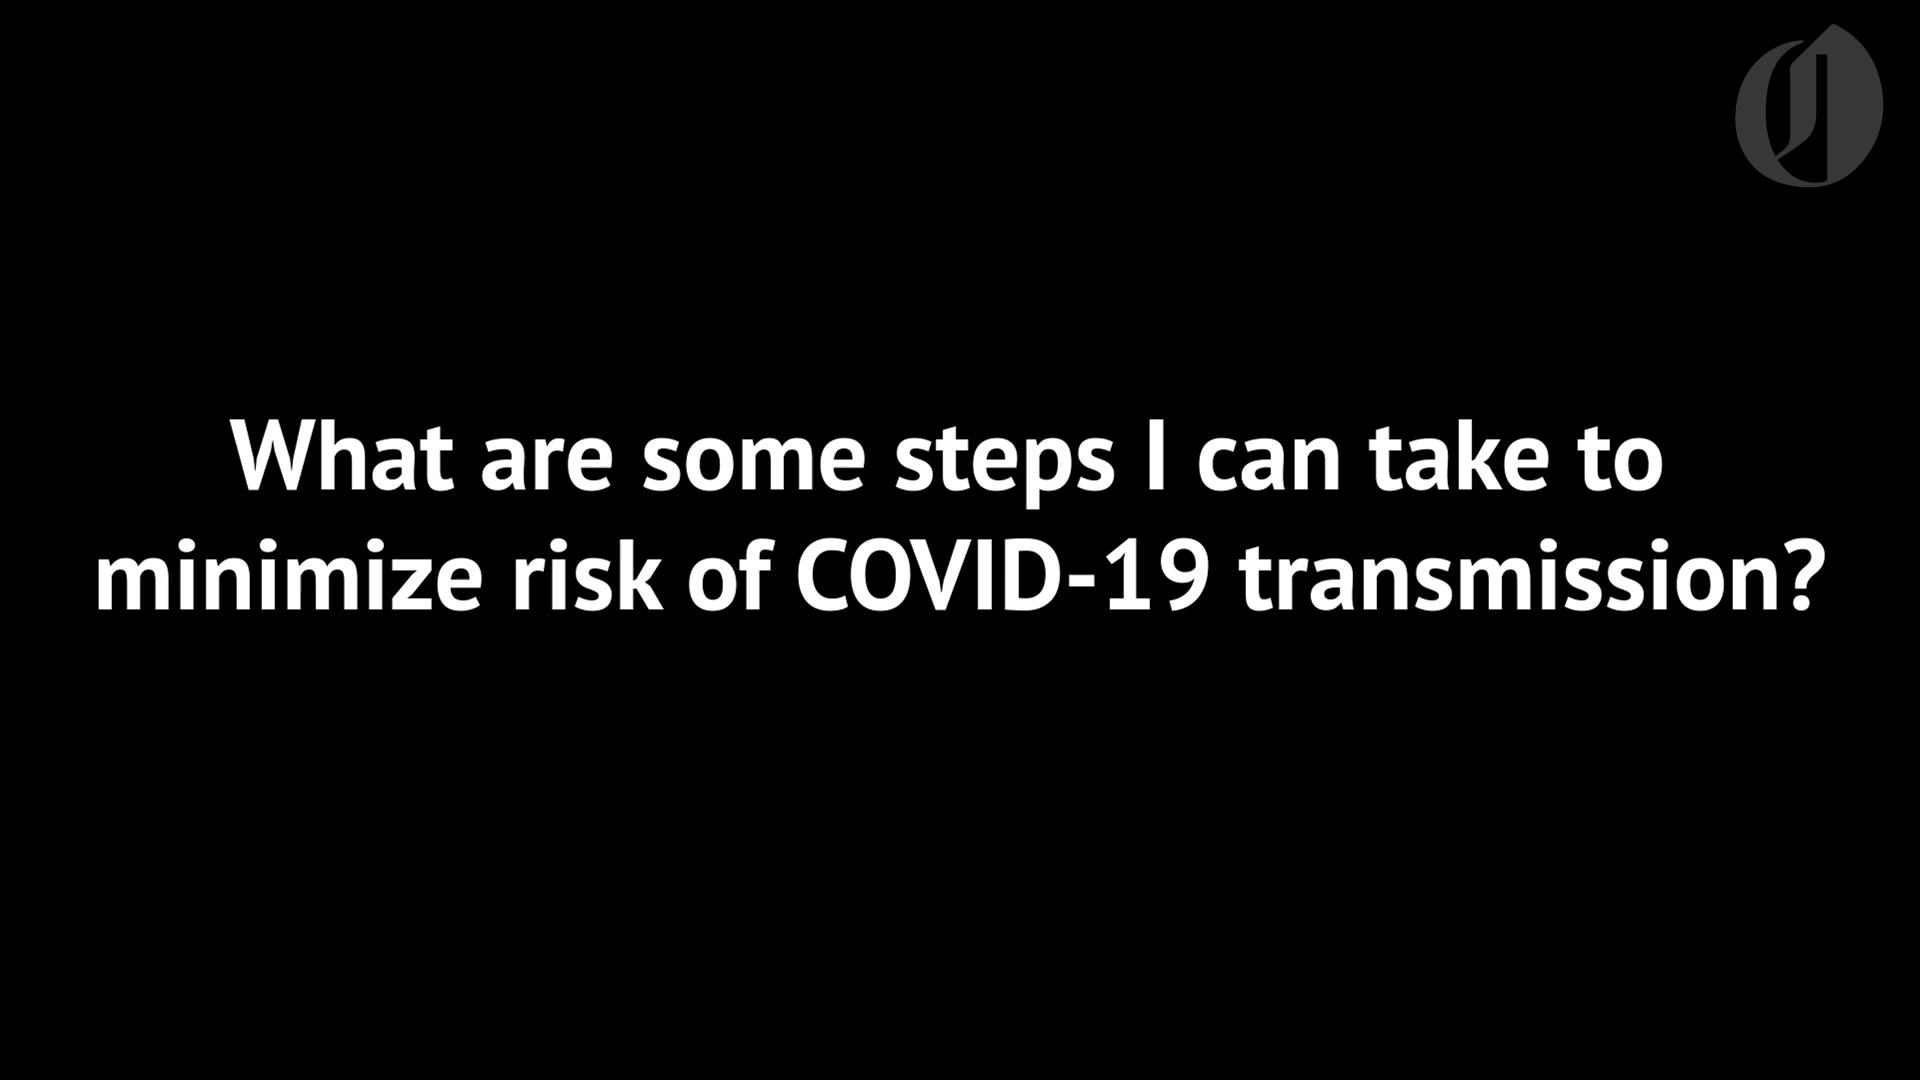 What are some steps I can take to
minimize risk of COVID-19 transmission?